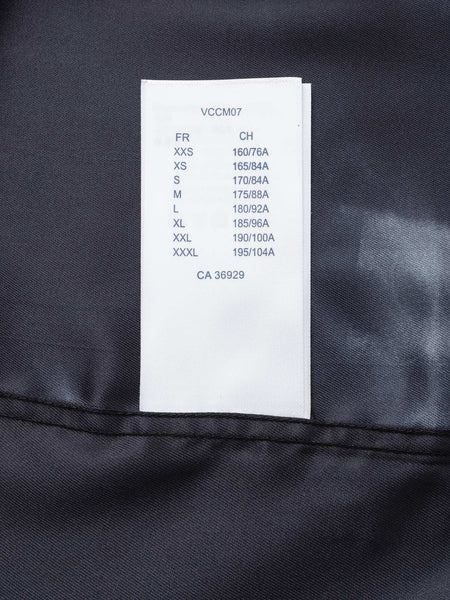 VCCM07
FR CH
XXS 160/76A
XS 165/84A
S 170/84A
M 175/88A
L 180/92A
XL 185/96A
XXL 190/100A
XXXL 195/104A
CA 36929